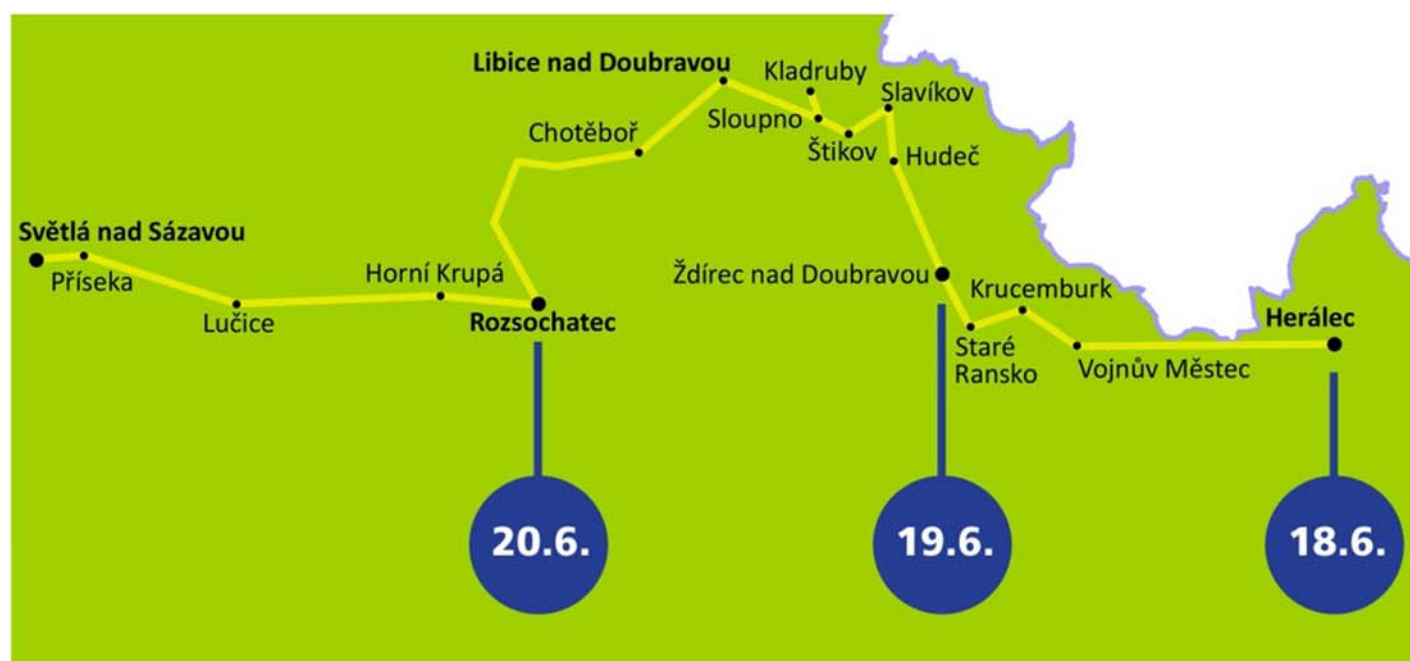 Libice nad Doubravou
Kladruby
Slavíkov
Chotěboř
Sloupno
Štikov
Hudeč
Světlá nad Sázavou
Příseka
Horní Krupá
Ždírec nad Doubravou
Krucemburk
Lučice
Rozsochatec
Herálec
Staré
Ransko
Vojnův Městec
20.6.
19.6.
18.6.